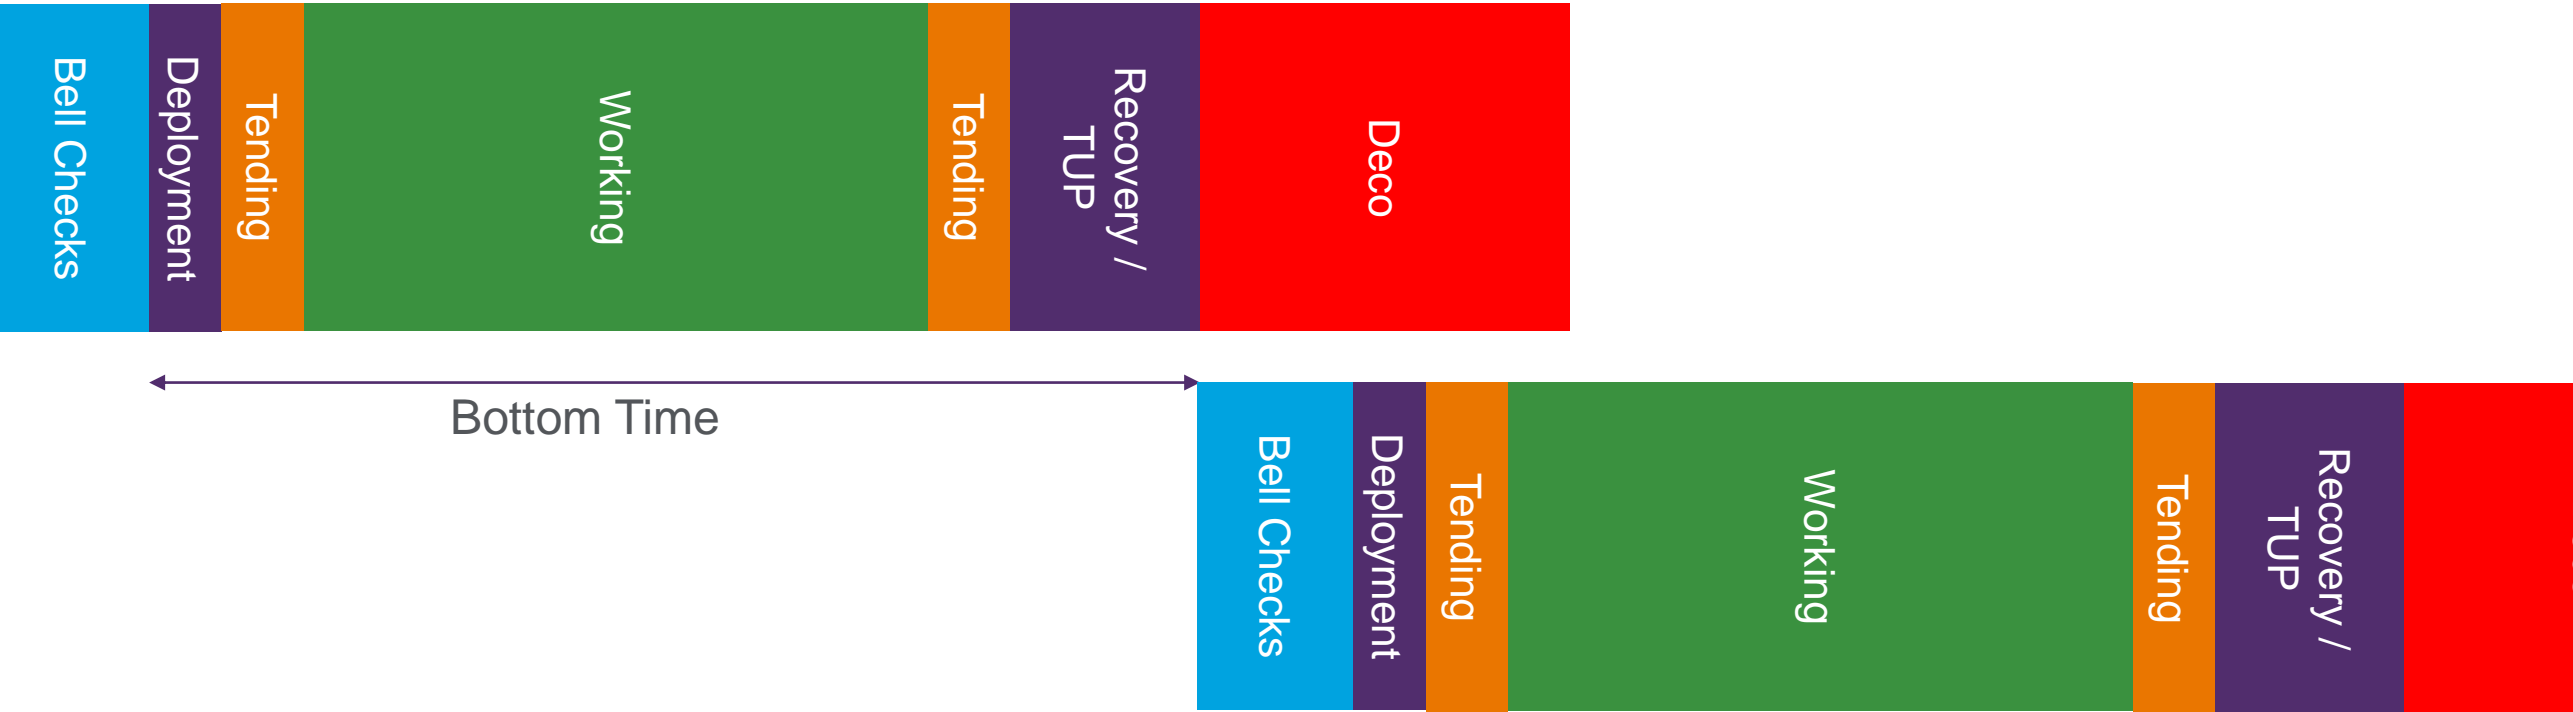 Bell Checks
Deployment
Tending
Working
Tending
Recovery /
TUP
Deco
Bottom Time
Bell Checks
Deployment
Tending
Working
Tending
Recovery /
TUP